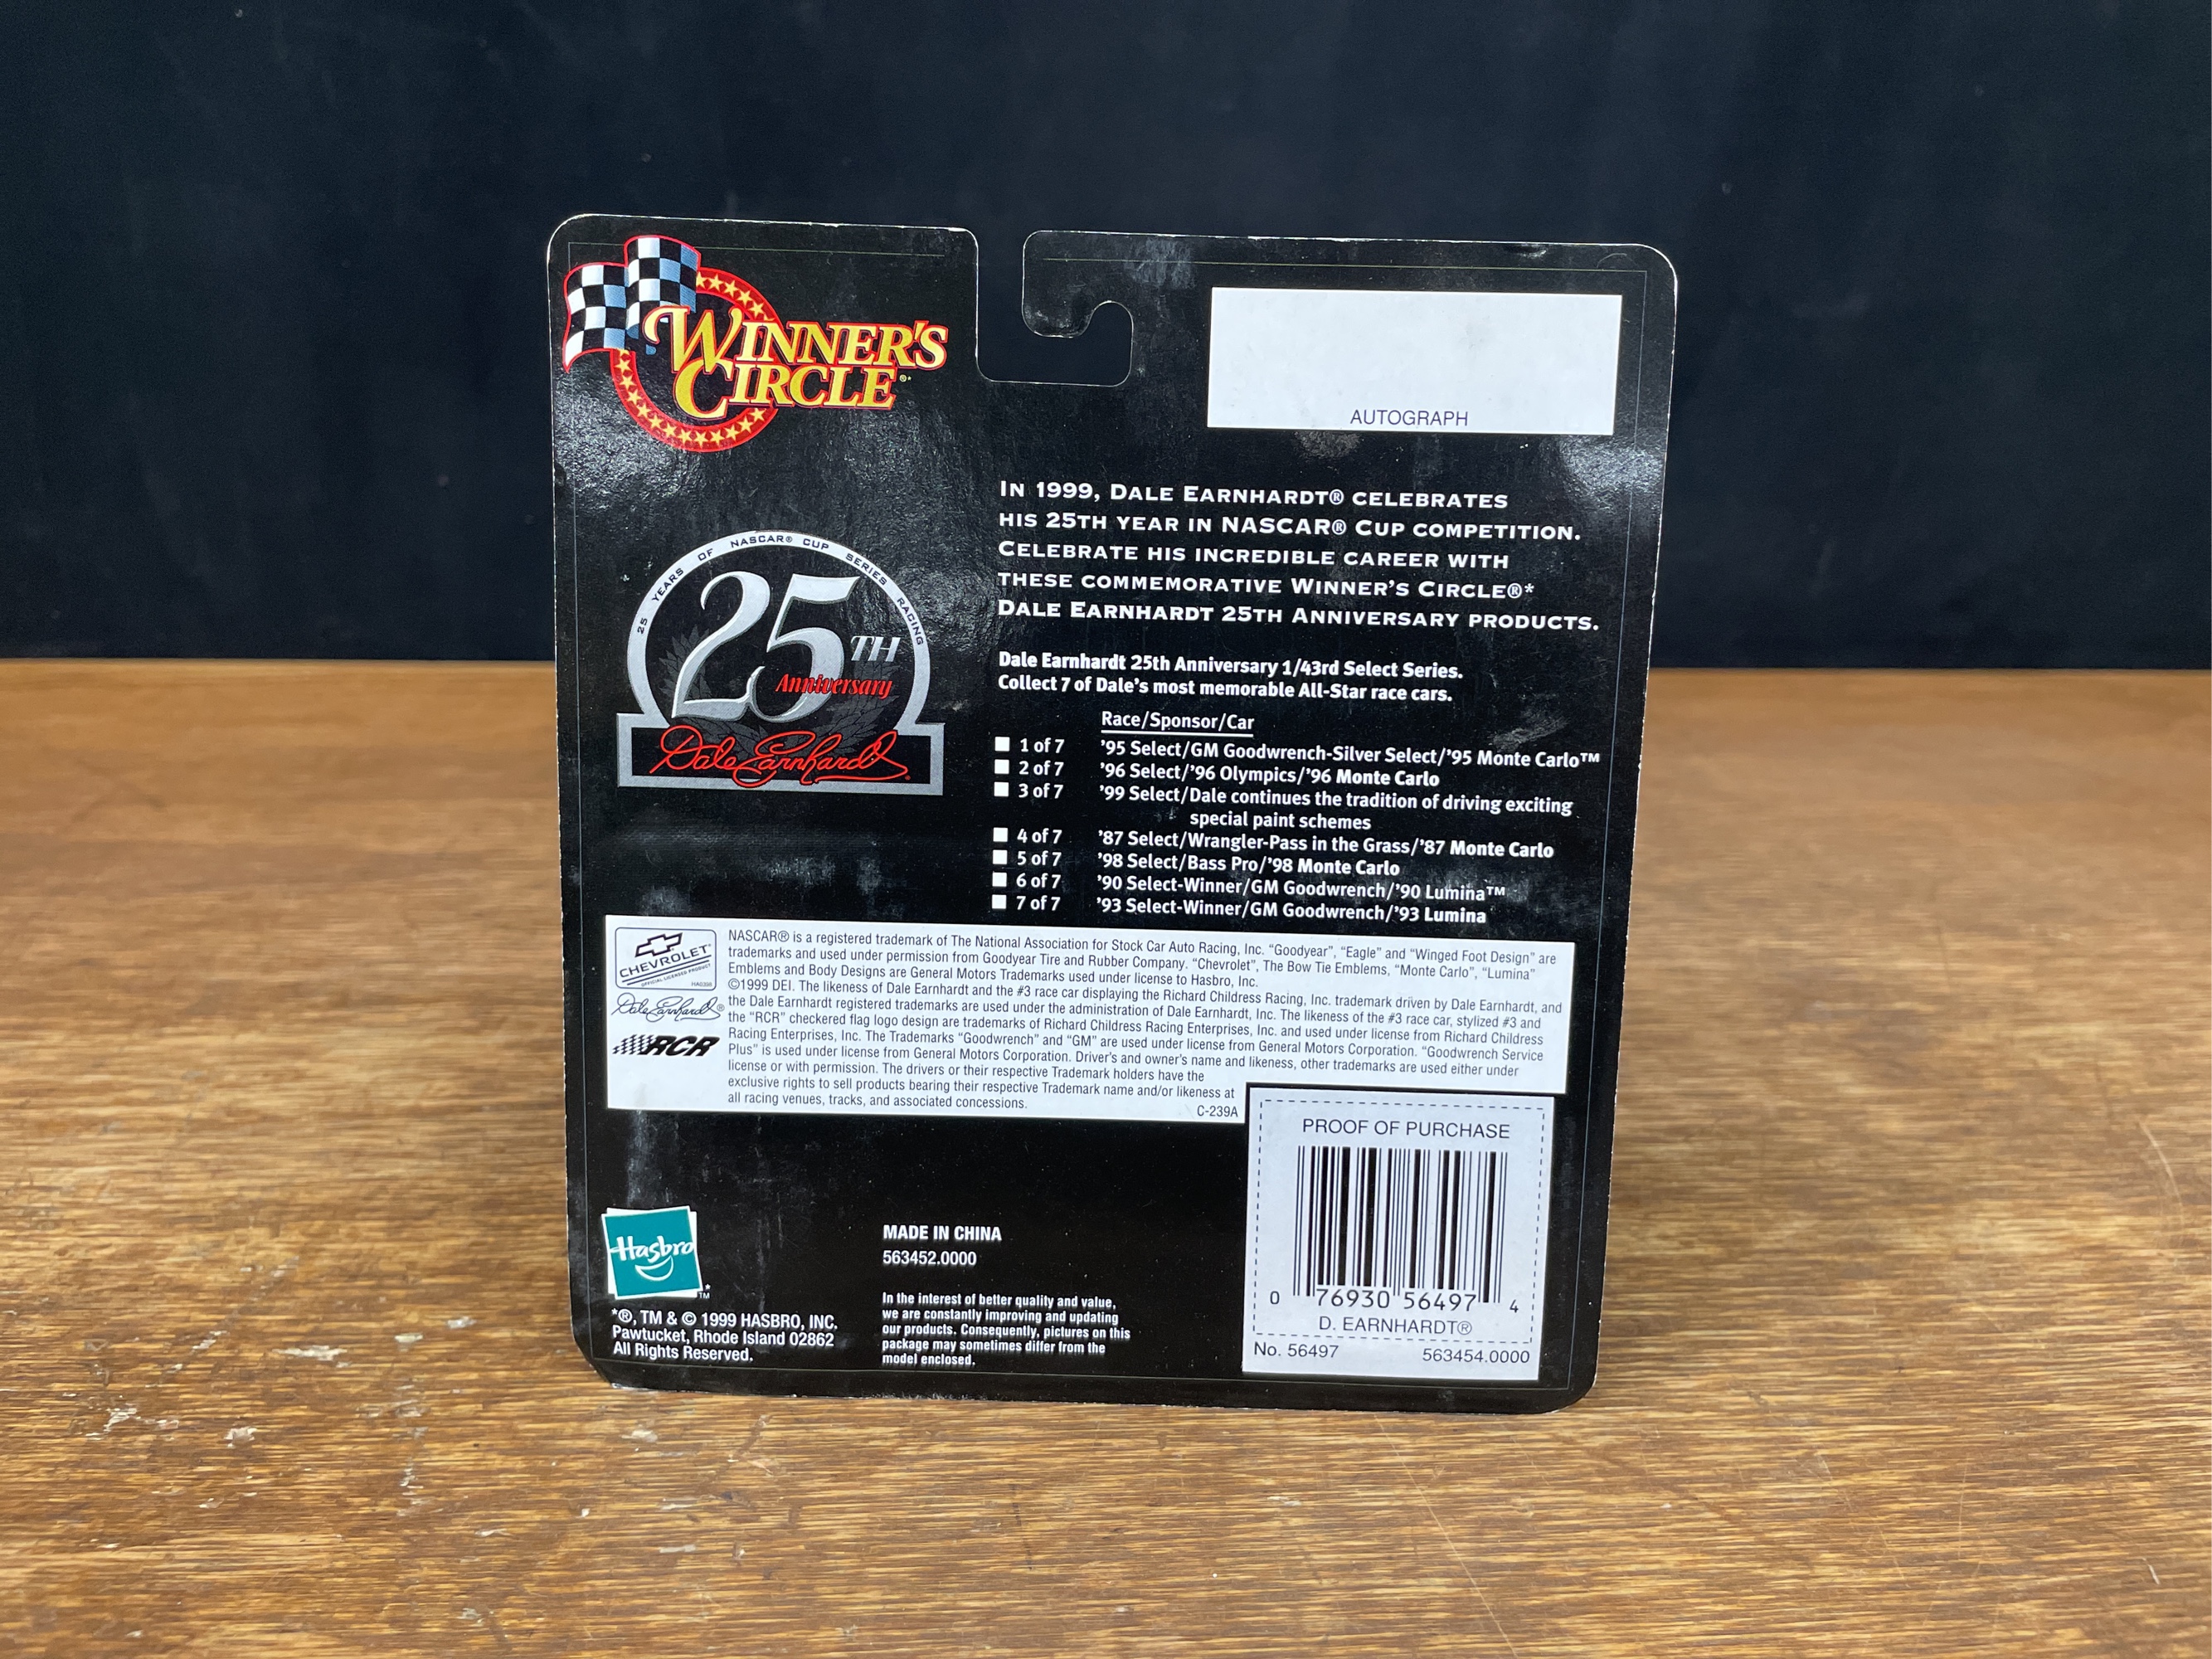 WINNER'S
CIRCLE®*
AUTOGRAPH
IN 1999, DALE EARNHARDT® CELEBRATES
HIS 25TH YEAR IN NASCAR® CUP COMPETITION.
CELEBRATE HIS INCREDIBLE CAREER WITH
THESE COMMEMORATIVE WINNER'S CIRCLE®*
DALE EARNHARDT 25TH ANNIVERSARY PRODUCTS.
25 YEARS OF NASCAR® CUP SERIES RACING
25TH
Anniversary
Dale Earnhardt
Dale Earnhardt 25th Anniversary 1/43rd Select Series.
Collect 7 of Dale's most memorable All-Star race cars.
Race/Sponsor/Car
1 of 7 '95 Select/GM Goodwrench-Silver Select/'95 Monte Carlo™
2 of 7 '96 Select/'96 Olympics/'96 Monte Carlo
3 of 7 '99 Select/Dale continues the tradition of driving exciting
special paint schemes
4 of 7 '87 Select/Wrangler-Pass in the Grass/'87 Monte Carlo
5 of 7 '98 Select/Bass Pro/'98 Monte Carlo
6 of 7 '90 Select-Winner/GM Goodwrench/'90 Lumina™
7 of 7 '93 Select-Winner/GM Goodwrench/'93 Lumina
CHEVROLET
OFFICIAL LICENSED PRODUCT
Dale Earnhardt®
RCR
NASCAR® is a registered trademark of The National Association for Stock Car Auto Racing, Inc. "Goodyear", "Eagle" and "Winged Foot Design" are
trademarks and used under permission from Goodyear Tire and Rubber Company. "Chevrolet", The Bow Tie Emblems, "Monte Carlo", "Lumina"
Emblems and Body Designs are General Motors Trademarks used under license to Hasbro, Inc.
©1999 DEI. The likeness of Dale Earnhardt and the #3 race car displaying the Richard Childress Racing, Inc. trademark driven by Dale Earnhardt, and
the Dale Earnhardt registered trademarks are used under the administration of Dale Earnhardt, Inc. The likeness of the #3 race car, stylized #3 and
the "RCR" checkered flag logo design are trademarks of Richard Childress Racing Enterprises, Inc. and used under license from Richard Childress
Racing Enterprises, Inc. The Trademarks "Goodwrench" and "GM" are used under license from General Motors Corporation. "Goodwrench Service
Plus" is used under license from General Motors Corporation. Driver's and owner's name and likeness, other trademarks are used either under
license or with permission. The drivers or their respective Trademark holders have the
exclusive rights to sell products bearing their respective Trademark name and/or likeness at
all racing venues, tracks, and associated concessions.
C-239A
PROOF OF PURCHASE
0 76930 56497 4
D. EARNHARDT®
No. 56497 563454.0000
Hasbro
™*
*®, TM & © 1999 HASBRO, INC.
Pawtucket, Rhode Island 02862
All Rights Reserved.
MADE IN CHINA
563452.0000
In the interest of better quality and value,
we are constantly improving and updating
our products. Consequently, pictures on this
package may sometimes differ from the
model enclosed.